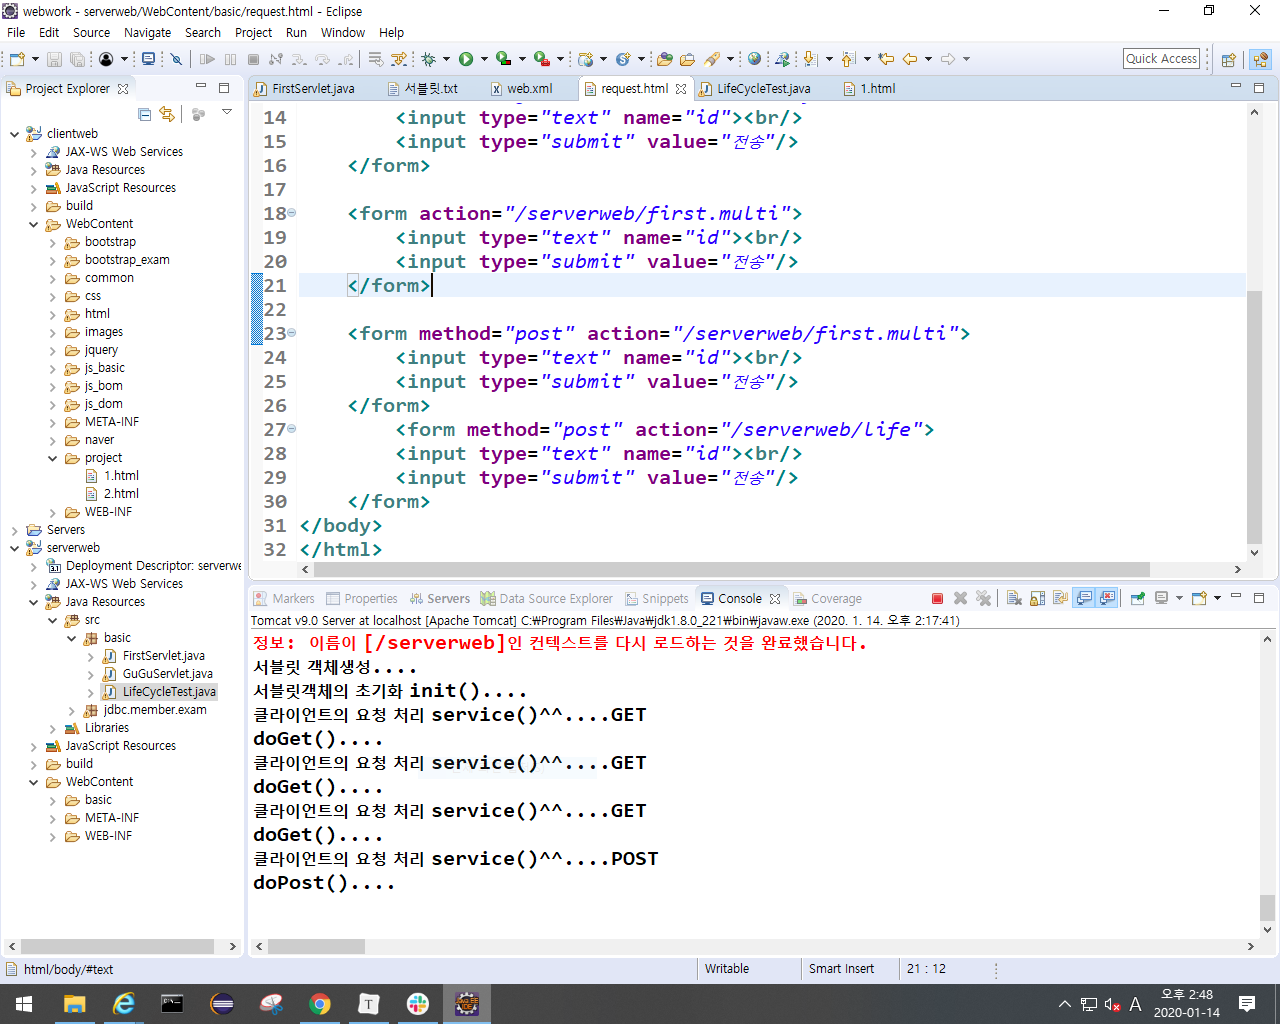 webwork - serverweb/WebContent/basic/request.html - Eclipse
File Edit Source Navigate Search Project Run Window Help
Quick Access
Project Explorer
FirstServlet.java 서블릿.txt web.xml request.html LifeCycleTest.java 1.html
clientweb
JAX-WS Web Services
Java Resources
JavaScript Resources
build
WebContent
bootstrap
bootstrap_exam
common
css
html
images
jquery
js_basic
js_bom
js_dom
META-INF
naver
project
1.html
2.html
WEB-INF
Servers
serverweb
Deployment Descriptor: serverwe
JAX-WS Web Services
Java Resources
src
basic
FirstServlet.java
GuGuServlet.java
LifeCycleTest.java
jdbc.member.exam
Libraries
JavaScript Resources
build
WebContent
basic
META-INF
WEB-INF
14 <input type="text" name="id"><br/>
15 <input type="submit" value="전송"/>
16 </form>
17
18 <form action="/serverweb/first.multi">
19 <input type="text" name="id"><br/>
20 <input type="submit" value="전송"/>
21 </form>
22
23 <form method="post" action="/serverweb/first.multi">
24 <input type="text" name="id"><br/>
25 <input type="submit" value="전송"/>
26 </form>
27 <form method="post" action="/serverweb/life">
28 <input type="text" name="id"><br/>
29 <input type="submit" value="전송"/>
30 </form>
31 </body>
32 </html>
Markers Properties Servers Data Source Explorer Snippets Console Coverage
Tomcat v9.0 Server at localhost [Apache Tomcat] C:₩Program Files₩Java₩jdk1.8.0_221₩bin₩javaw.exe (2020. 1. 14. 오후 2:17:41)
정보: 이름이 [/serverweb]인 컨텍스트를 다시 로드하는 것을 완료했습니다.
서블릿 객체생성....
서블릿객체의 초기화 init()....
클라이언트의 요청 처리 service()^^....GET
doGet()....
클라이언트의 요청 처리 service()^^....GET
doGet()....
클라이언트의 요청 처리 service()^^....GET
doGet()....
클라이언트의 요청 처리 service()^^....POST
doPost()....
html/body/#text Writable Smart Insert 21 : 12
A 오후 2:48
2020-01-14